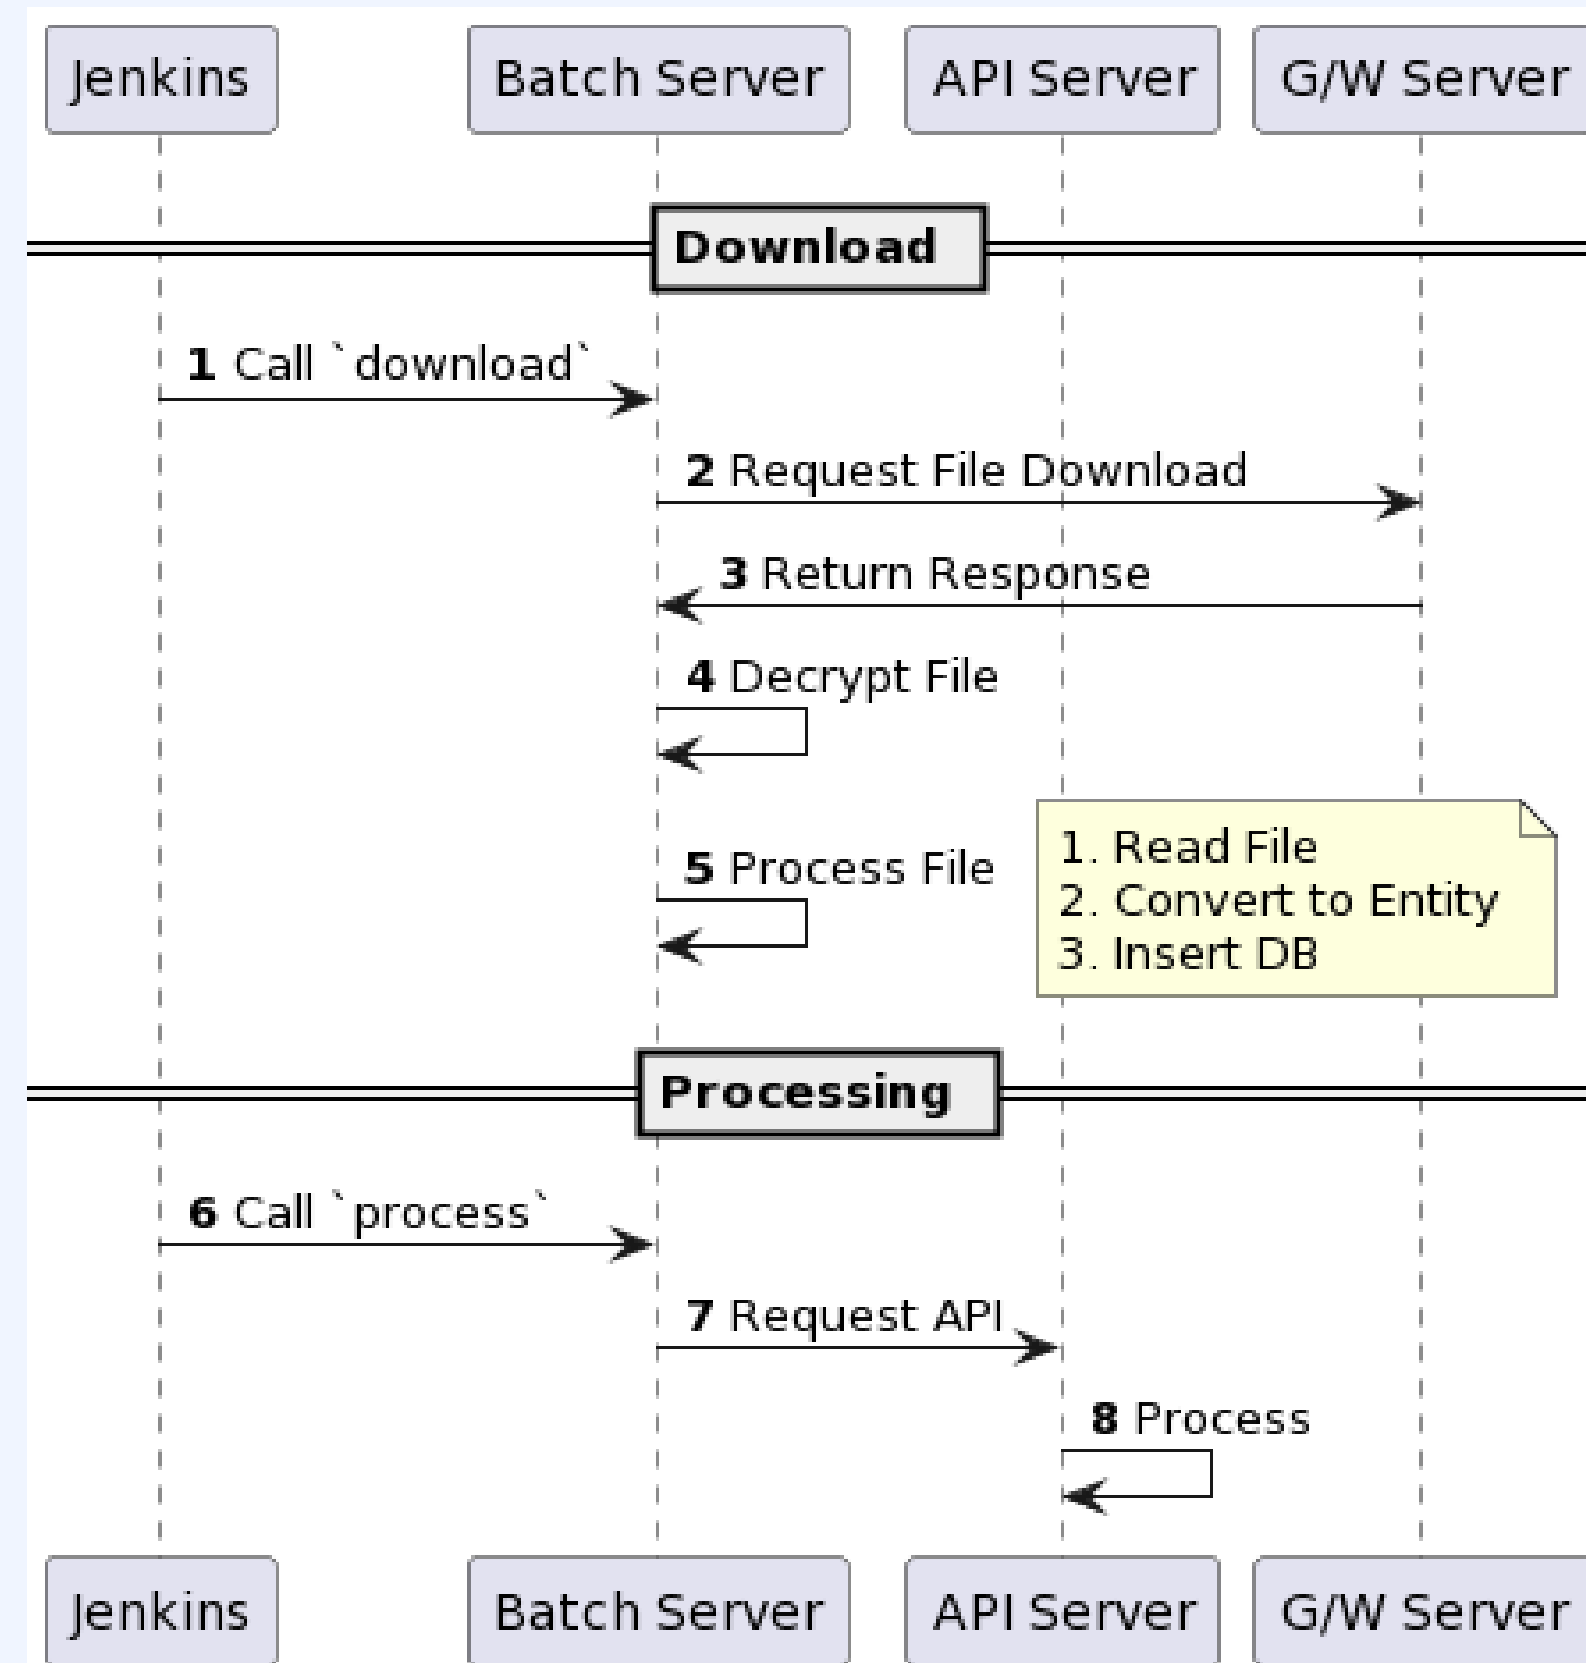 Jenkins
Batch Server
API Server
G/W Server
Download
1 Call `download`
2 Request File Download
3 Return Response
4 Decrypt File
5 Process File
1. Read File
2. Convert to Entity
3. Insert DB
Processing
6 Call `process`
7 Request API
8 Process
Jenkins
Batch Server
API Server
G/W Server